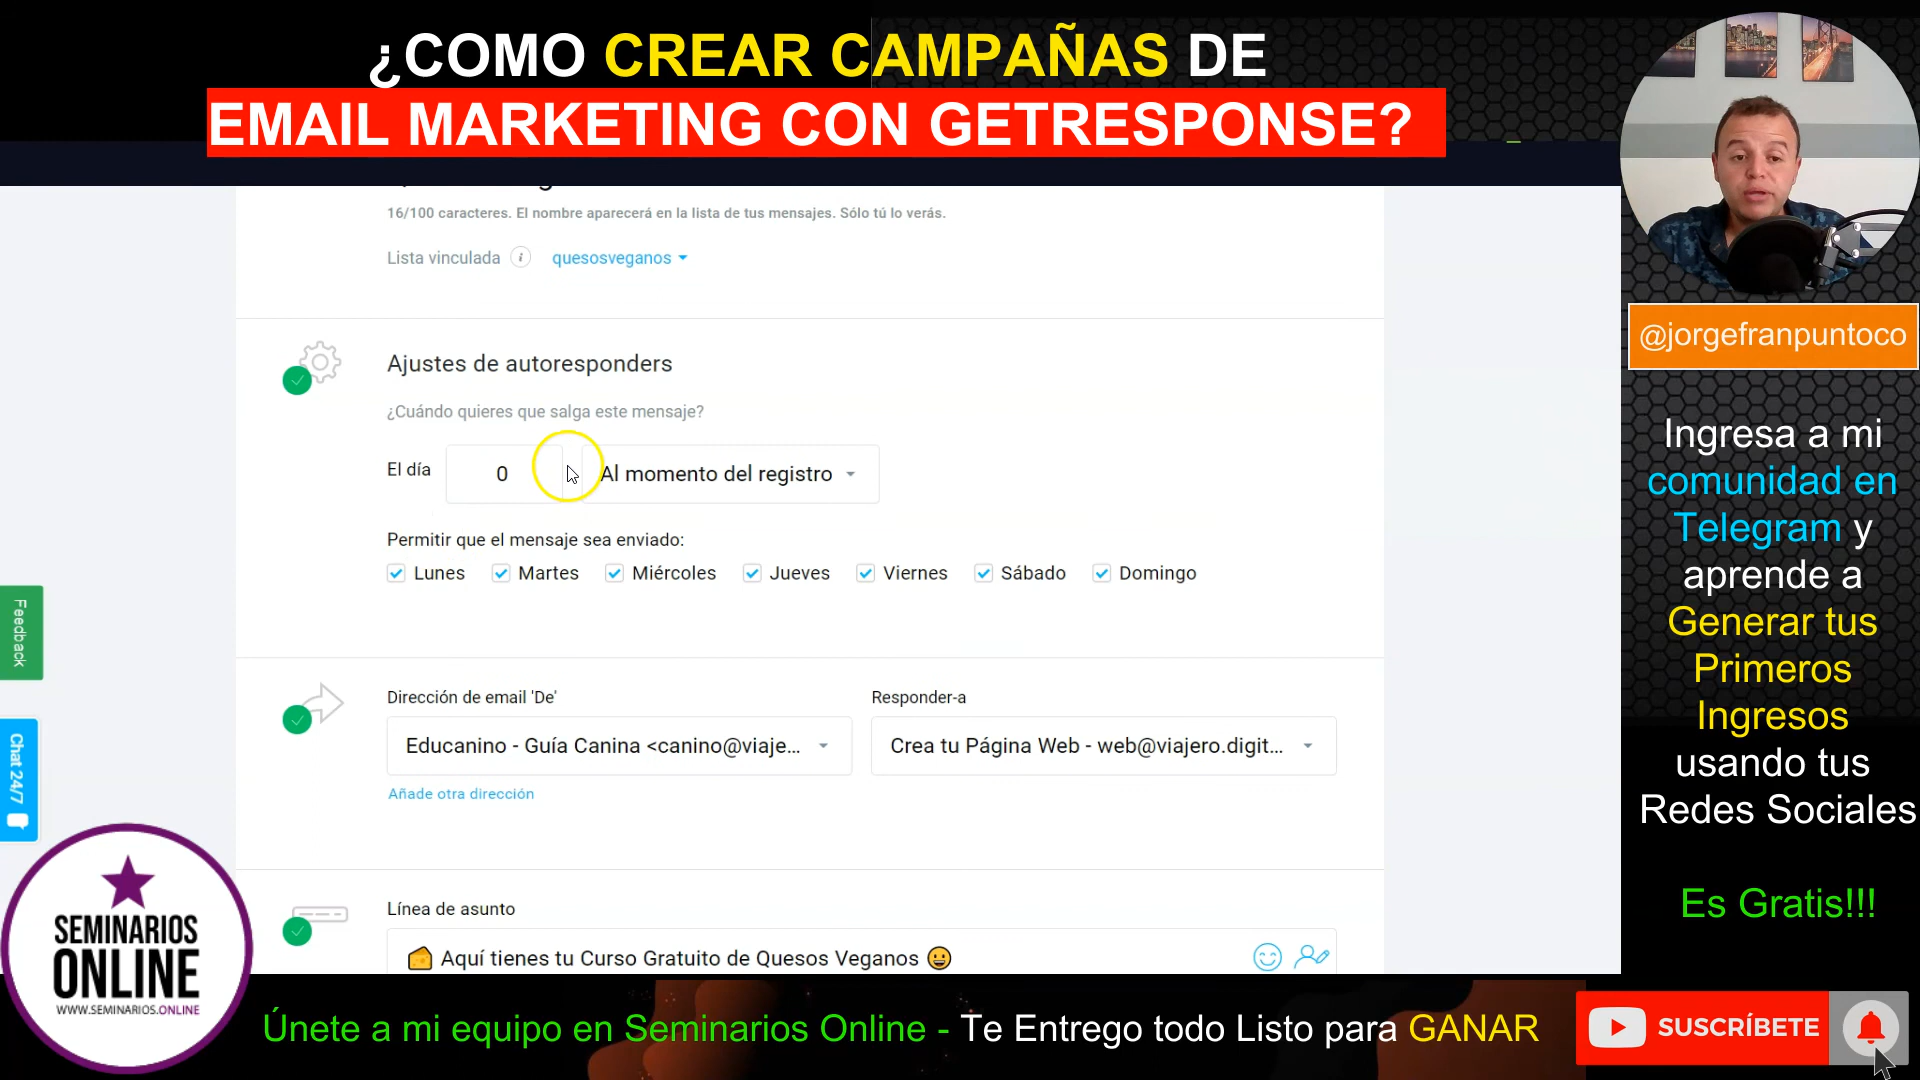 ¿COMO CREAR CAMPAÑAS DE
EMAIL MARKETING CON GETRESPONSE?
16/100 caracteres. El nombre aparecerá en la lista de tus mensajes. Sólo tú lo verás.
Lista vinculada i quesosveganos
Ajustes de autoresponders
¿Cuándo quieres que salga este mensaje?
El día 0 Al momento del registro
Permitir que el mensaje sea enviado:
Lunes Martes Miércoles Jueves Viernes Sábado Domingo
Dirección de email 'De' Responder-a
Educanino - Guía Canina <canino@viaje... Crea tu Página Web - web@viajero.digit...
Añade otra dirección
Línea de asunto
🧀 Aquí tienes tu Curso Gratuito de Quesos Veganos 😀
Feedback
Chat 24/7
@jorgefranpuntoco
Ingresa a mi
comunidad en
Telegram y
aprende a
Generar tus
Primeros
Ingresos
usando tus
Redes Sociales
Es Gratis!!!
SEMINARIOS
ONLINE
WWW.SEMINARIOS.ONLINE
Únete a mi equipo en Seminarios Online - Te Entrego todo Listo para GANAR
SUSCRÍBETE